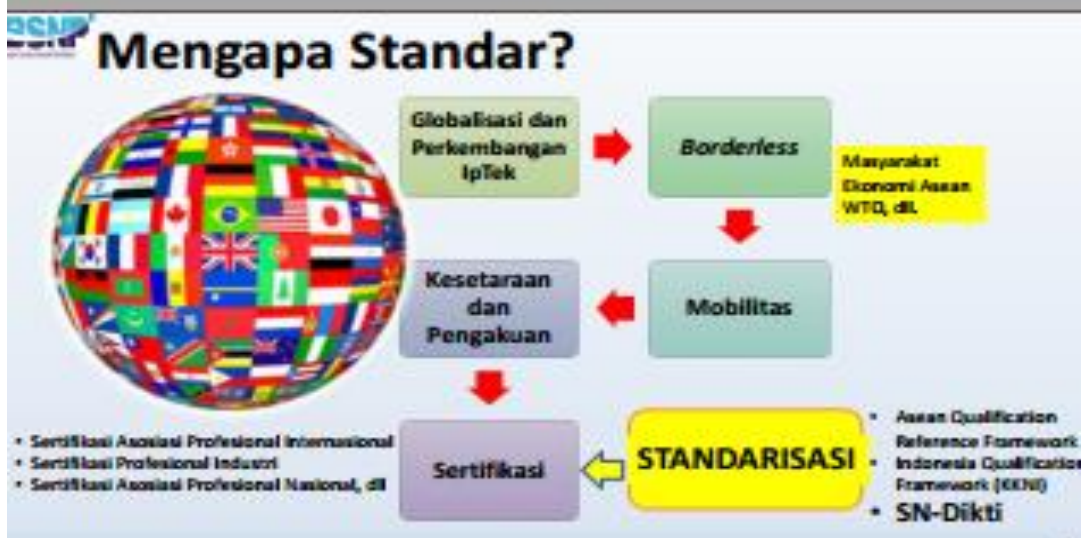 BSNP
Mengapa Standar?
Globalisasi dan
Perkembangan
IpTek
Borderless
Masyarakat
Ekonomi Asean
WTO, dll.
Kesetaraan
dan
Pengakuan
Mobilitas
• Sertifikasi Asosiasi Profesional Internasional
• Sertifikasi Profesional Industri
• Sertifikasi Asosiasi Profesional Nasional, dll
Sertifikasi
STANDARISASI
• Asean Qualification
Reference Framework
• Indonesia Qualification
Framework (KKNI)
• SN-Dikti